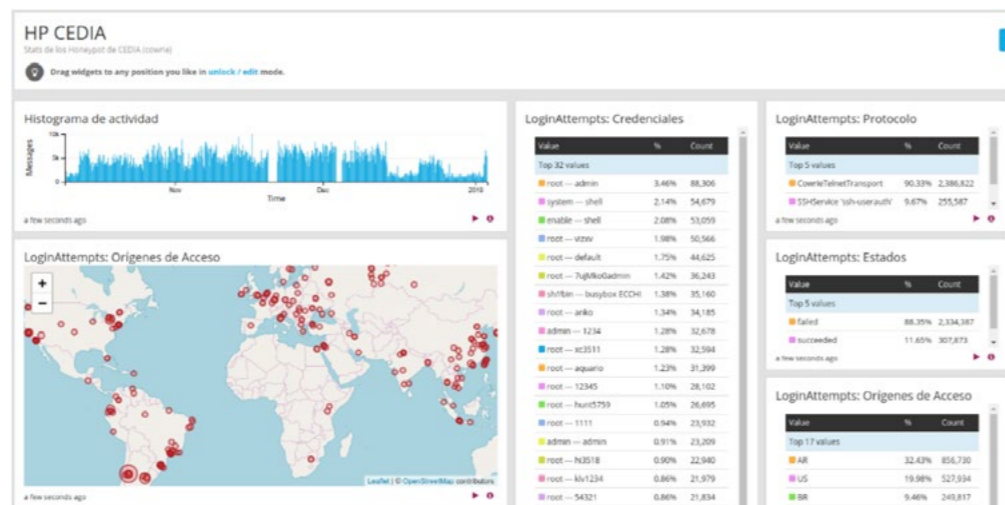 HP CEDIA
Stats de los Honeypot de CEDIA (cowrie)
Drag widgets to any position you like in unlock / edit mode.
Histograma de actividad
Messages
10k
5k
0
Nov
Dec
2018
Time
a few seconds ago
LoginAttempts: Orígenes de Acceso
+
−
Leaflet | © OpenStreetMap contributors
a few seconds ago
LoginAttempts: Credenciales
Value % Count
Top 32 values
root — admin 3.46% 88,306
system — shell 2.14% 54,679
enable — shell 2.08% 53,059
root — vizxv 1.98% 50,566
root — default 1.75% 44,625
root — 7ujMko0admin 1.42% 36,243
busybox ECCHI 1.38% 35,160
root — anko 1.34% 34,185
admin — 1234 1.28% 32,678
root — xc3511 1.28% 32,594
root — aquario 1.23% 31,399
root — 12345 1.10% 28,102
root — hunt5759 1.05% 26,695
root — 1111 0.94% 23,932
admin — admin 0.91% 23,209
root — hi3518 0.90% 22,940
root — klv1234 0.86% 21,979
root — 54321 0.86% 21,834
LoginAttempts: Protocolo
Value % Count
Top 5 values
CowrieTelnetTransport 90.33% 2,386,822
SSHService 'ssh-userauth' 9.67% 255,587
a few seconds ago
LoginAttempts: Estados
Value % Count
Top 5 values
failed 88.35% 2,334,387
succeeded 11.65% 307,873
a few seconds ago
LoginAttempts: Orígenes de Acceso
Value % Count
Top 17 values
AR 32.43% 856,730
US 19.98% 527,934
BR 9.46% 249,817